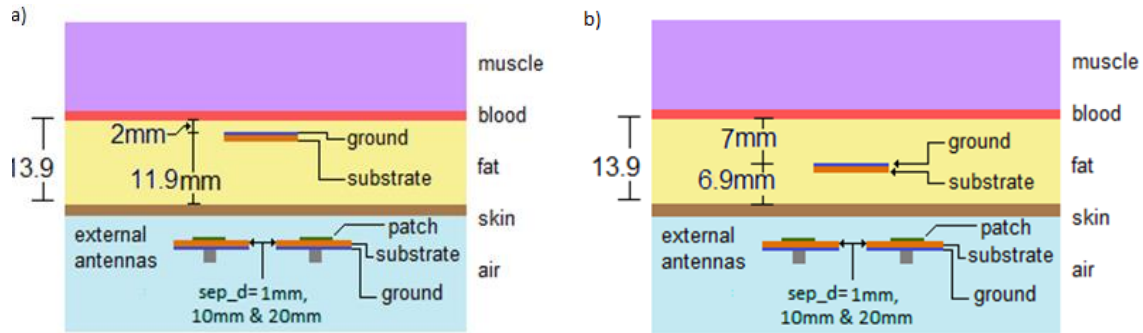 a)
muscle
blood
2mm
ground
13.9
fat
substrate
11.9mm
skin
patch
external
antennas
substrate
air
ground
sep_d= 1mm,
10mm & 20mm
b)
muscle
blood
7mm
ground
13.9
fat
6.9mm
substrate
skin
patch
external
antennas
substrate
air
ground
sep_d= 1mm,
10mm & 20mm